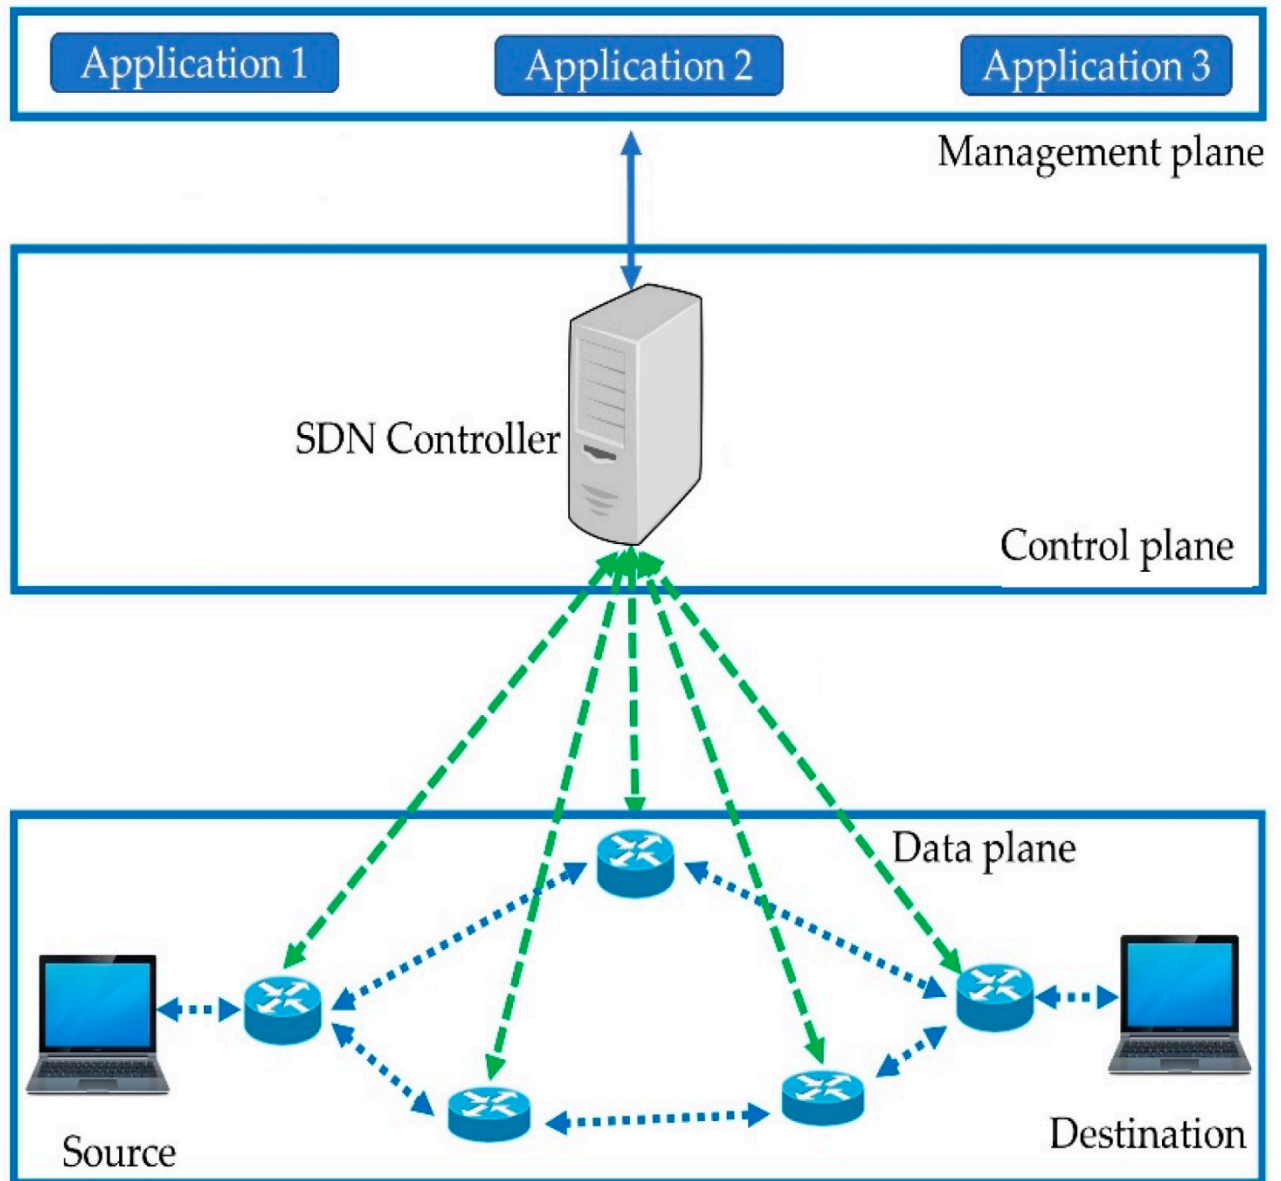 Application 1
Application 2
Application 3
Management plane
SDN Controller
Control plane
Data plane
Source
Destination